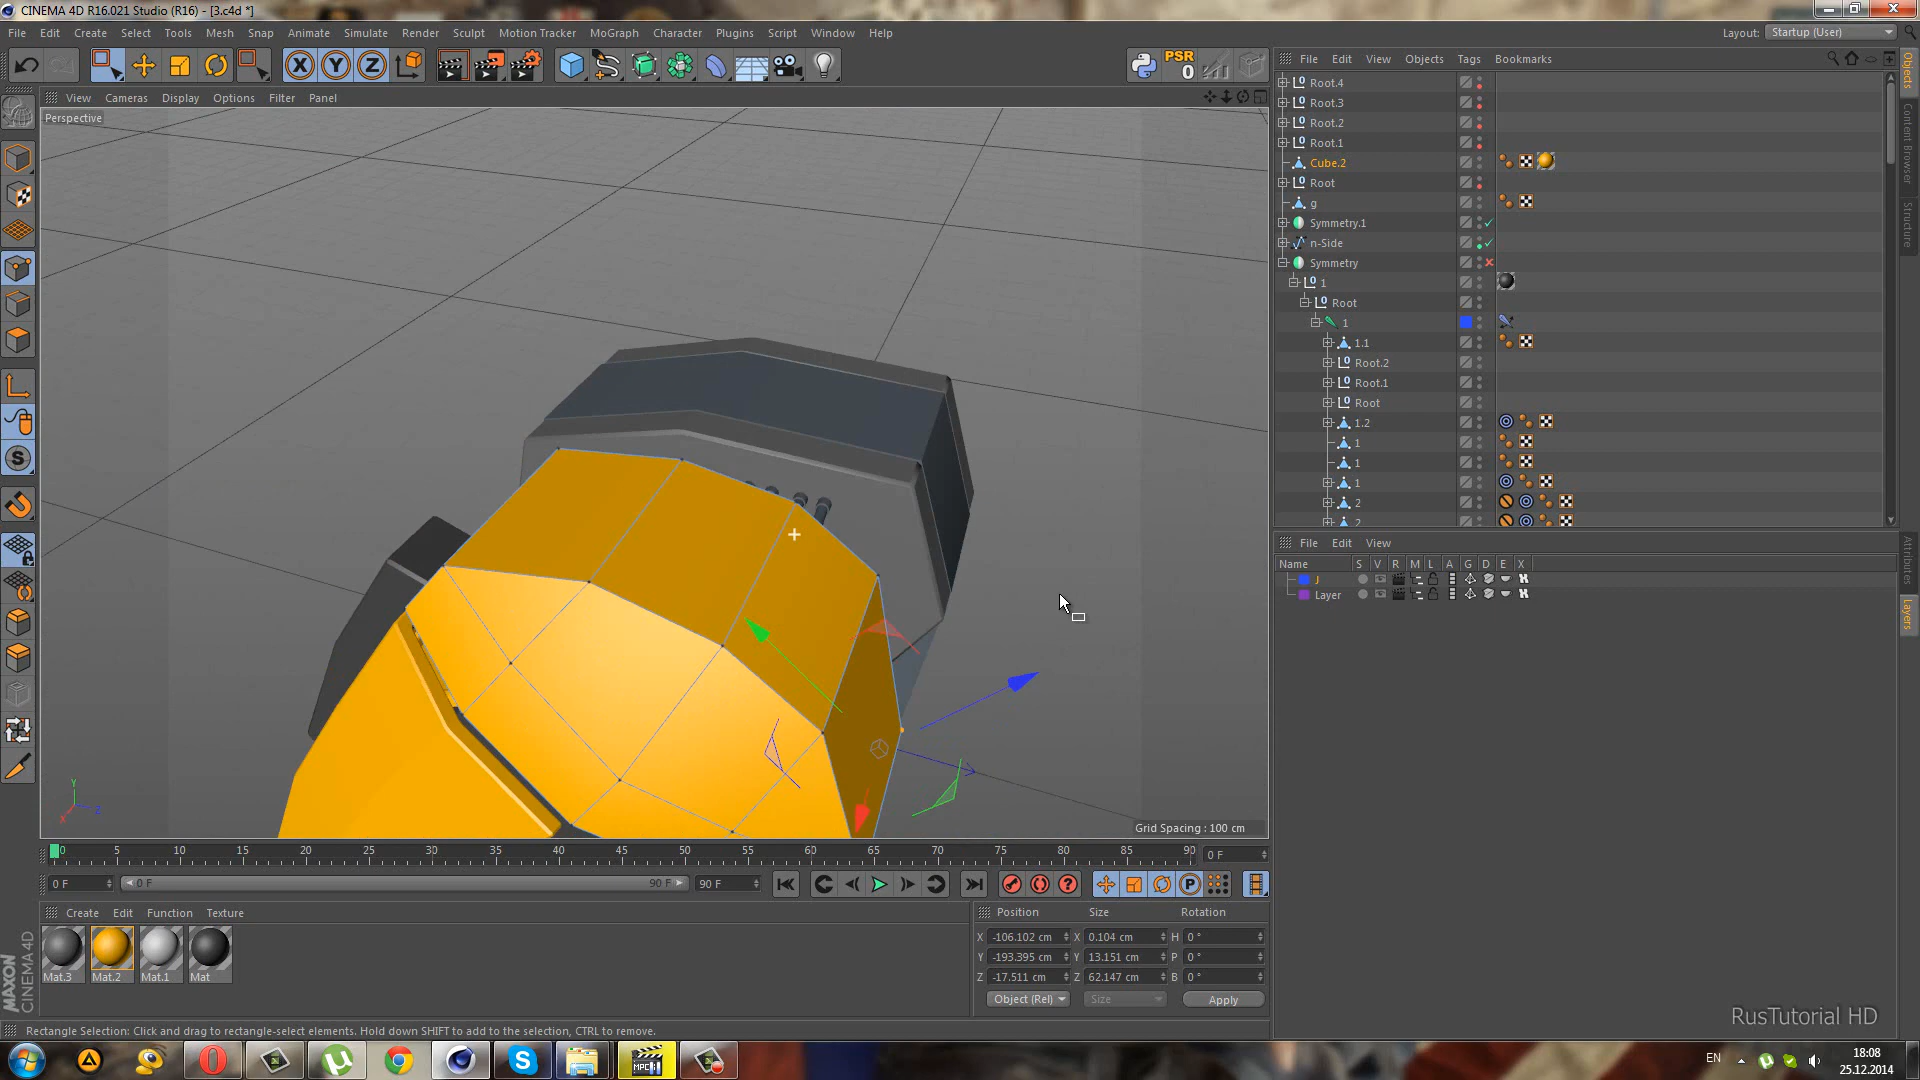 CINEMA 4D R16.021 Studio (R16) - [3.c4d *]
File Edit Create Select Tools Mesh Snap Animate Simulate Render Sculpt Motion Tracker MoGraph Character Plugins Script Window Help
Layout: Startup (User)
X Y Z
PSR
0
View Cameras Display Options Filter Panel
Perspective
Grid Spacing : 100 cm
File Edit View Objects Tags Bookmarks
Root.4
Root.3
Root.2
Root.1
Cube.2
Root
g
Symmetry.1
n-Side
Symmetry
1
Root
1
1.1
Root.2
Root.1
Root
1.2
1
1
1
2
2
Objects
Content Browser
Structure
File Edit View
Name S V R M L A G D E X
J
Layer
Attributes
Layers
0 5 10 15 20 25 30 35 40 45 50 55 60 65 70 75 80 85 90
0 F
0 F
0 F
90 F
90 F
Create Edit Function Texture
Mat.3 Mat.2 Mat.1 Mat
MAXON
CINEMA 4D
Position Size Rotation
X -106.102 cm X 0.104 cm H 0 °
Y -193.395 cm Y 13.151 cm P 0 °
Z -17.511 cm Z 62.147 cm B 0 °
Object (Rel) Size Apply
Rectangle Selection: Click and drag to rectangle-select elements. Hold down SHIFT to add to the selection, CTRL to remove.
RusTutorial HD
EN
18:08
25.12.2014